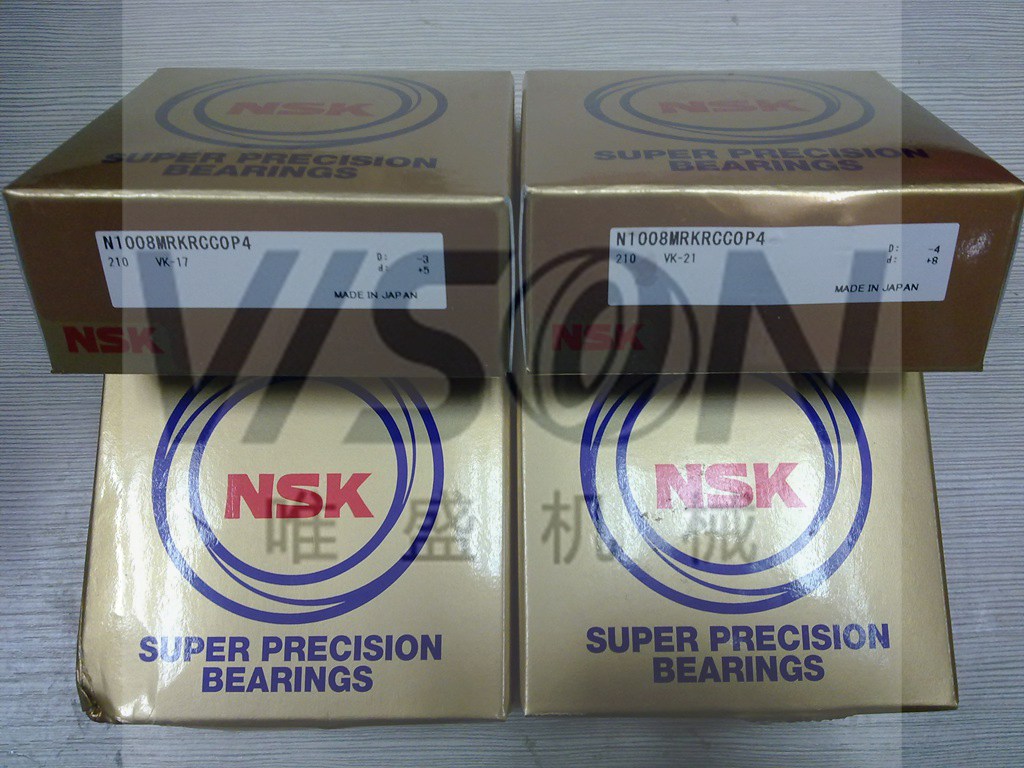 NSK
SUPER PRECISION
BEARINGS
N1008MRKRCC0P4
210 VK-17
D: -3
d: +5
MADE IN JAPAN
NSK
NSK
SUPER PRECISION
BEARINGS
N1008MRKRCC0P4
210 VK-21
D: -4
d: +8
MADE IN JAPAN
NSK
VISON
唯盛机械
NSK
SUPER PRECISION
BEARINGS
NSK
SUPER PRECISION
BEARINGS